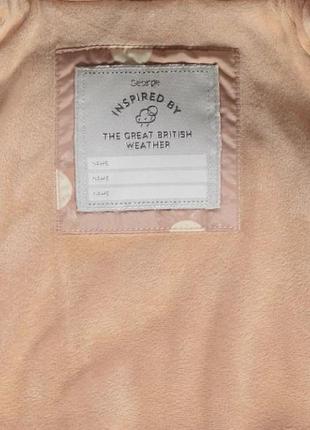 George
INSPIRED BY
THE GREAT BRITISH
WEATHER
NAME
NAME
NAME